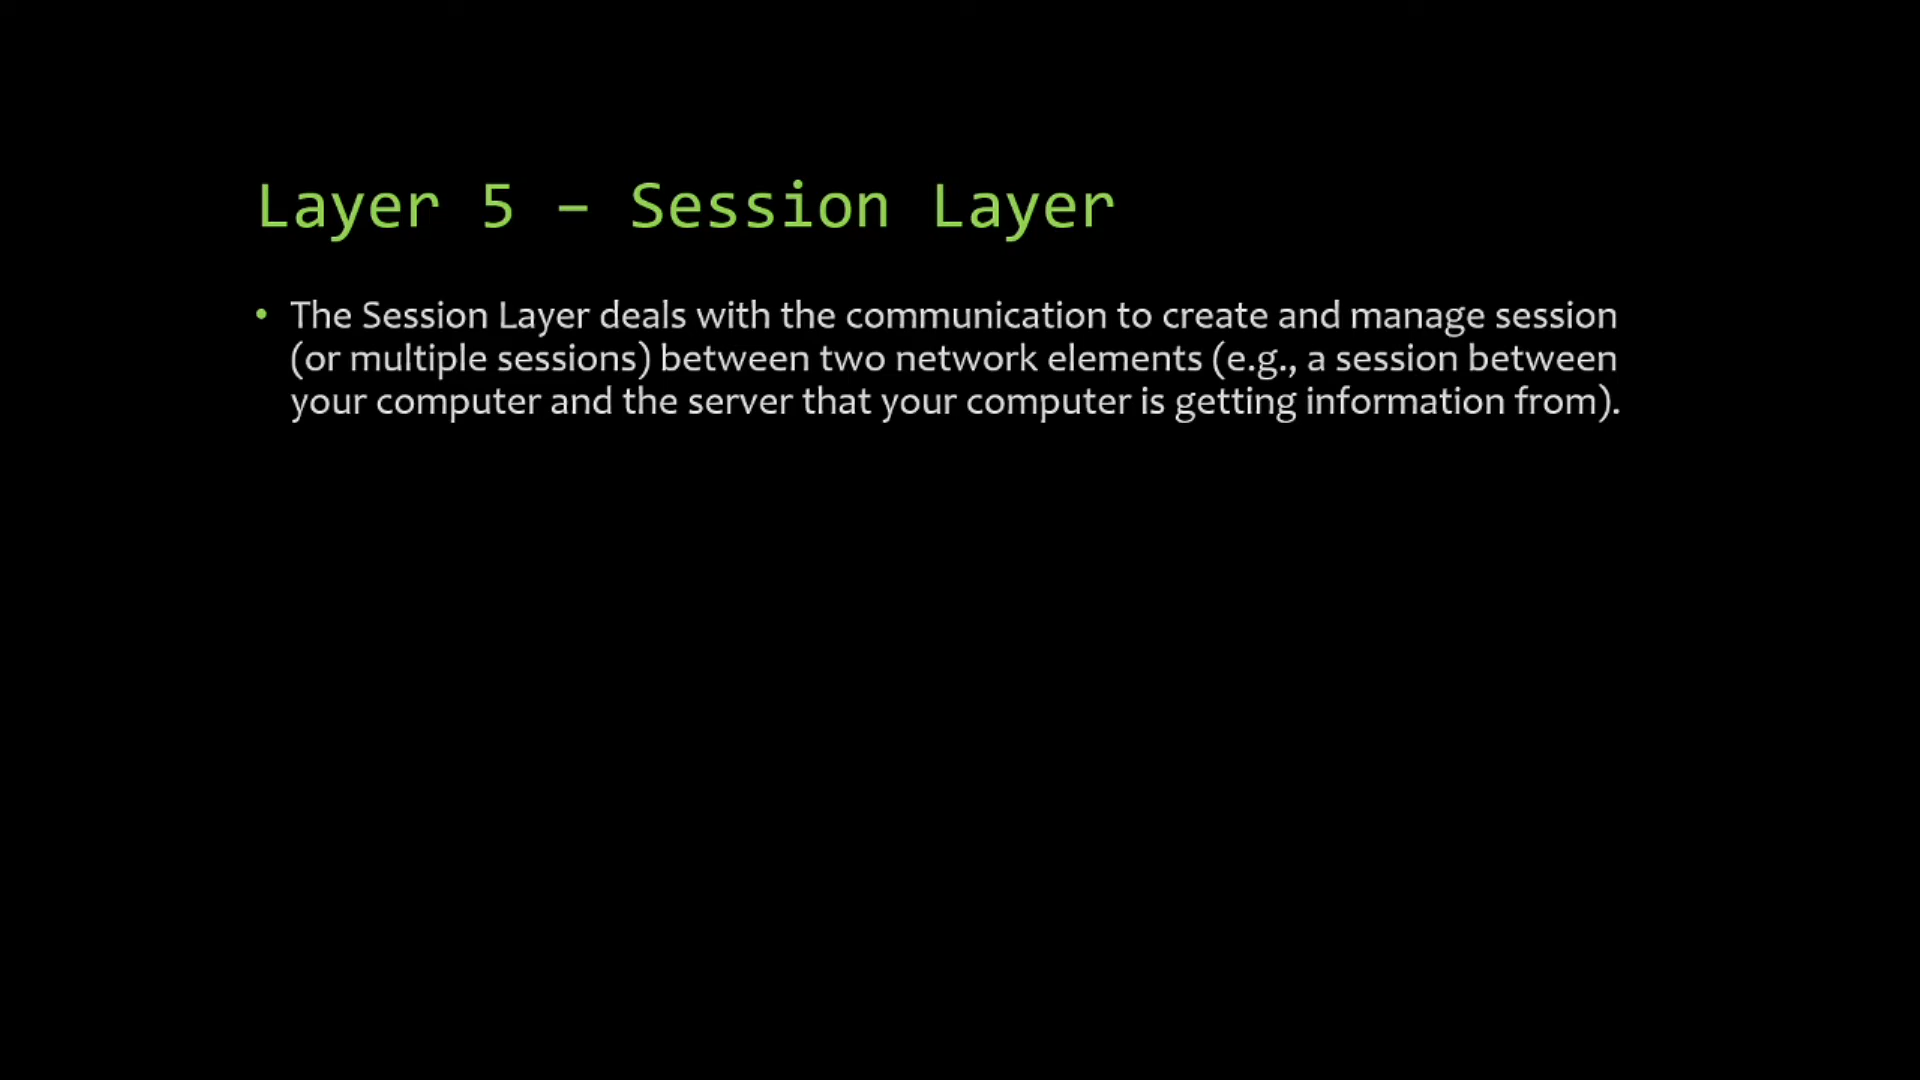 Layer 5 – Session Layer
• The Session Layer deals with the communication to create and manage session
(or multiple sessions) between two network elements (e.g., a session between
your computer and the server that your computer is getting information from).